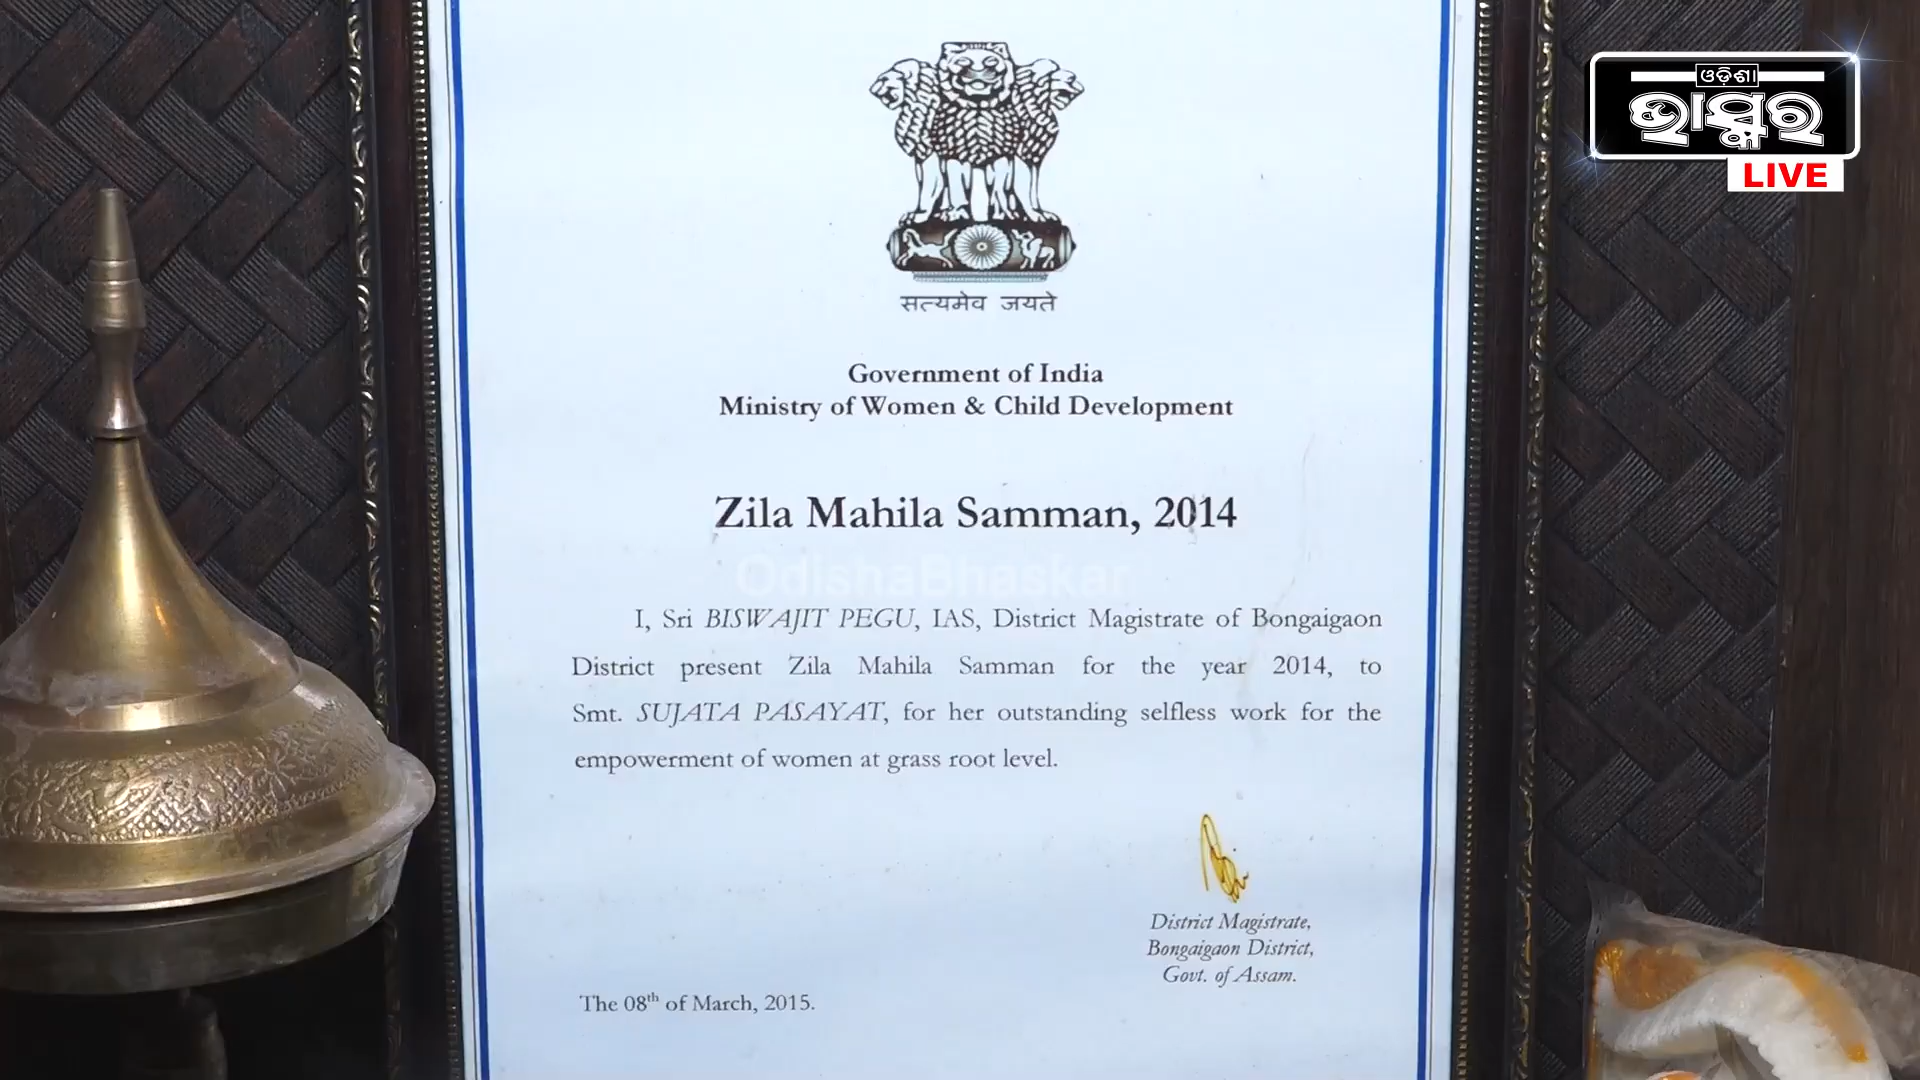 ଓଡ଼ିଶା
ଭାସ୍କର
LIVE
सत्यमेव जयते
Government of India
Ministry of Women & Child Development
Zila Mahila Samman, 2014
OdishaBhaskar
I, Sri BISWAJIT PEGU, IAS, District Magistrate of Bongaigaon
District present Zila Mahila Samman for the year 2014, to
Smt. SUJATA PASAYAT, for her outstanding selfless work for the
empowerment of women at grass root level.
District Magistrate,
Bongaigaon District,
Govt. of Assam.
The 08th of March, 2015.